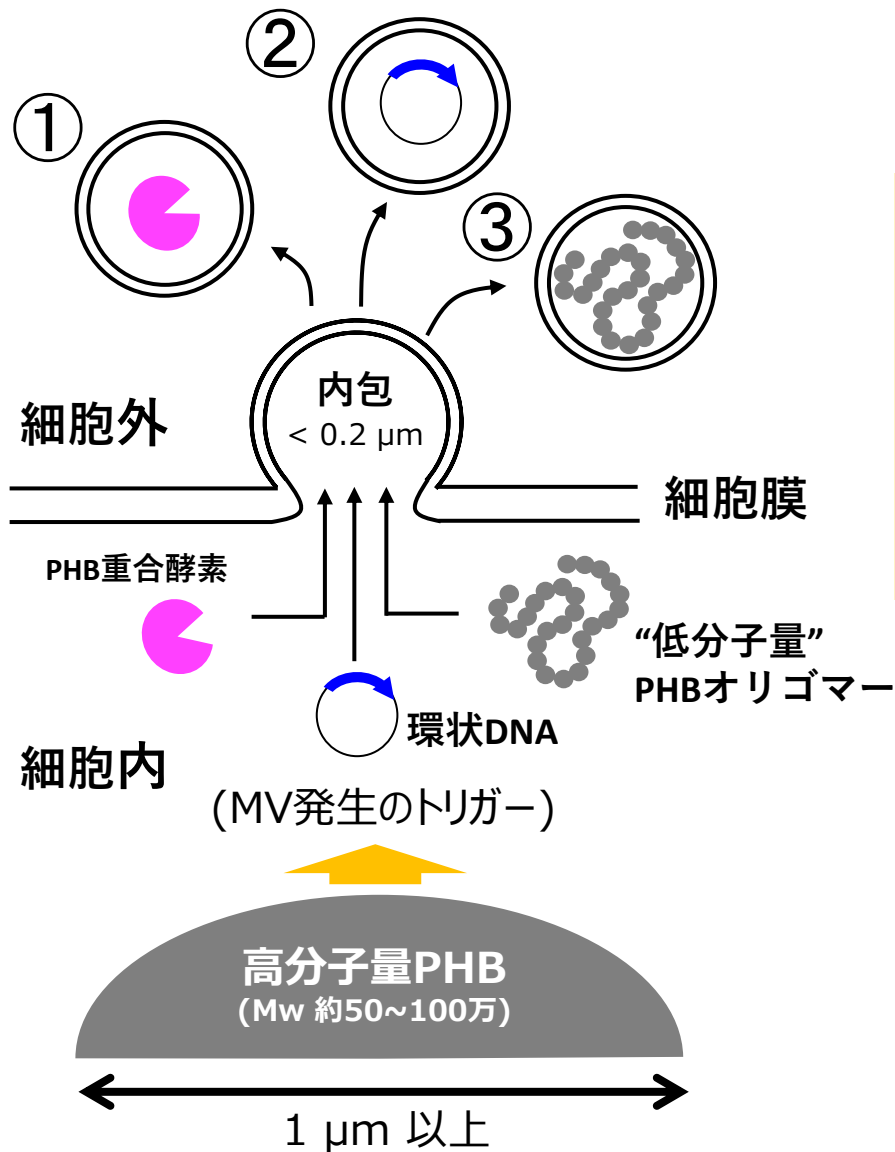 ②
①
③
内包
< 0.2 μm
細胞外
細胞膜
PHB重合酵素
“低分子量”
PHBオリゴマー
環状DNA
細胞内
(MV発生のトリガー)
高分子量PHB
(Mw 約50~100万)
1 μm 以上